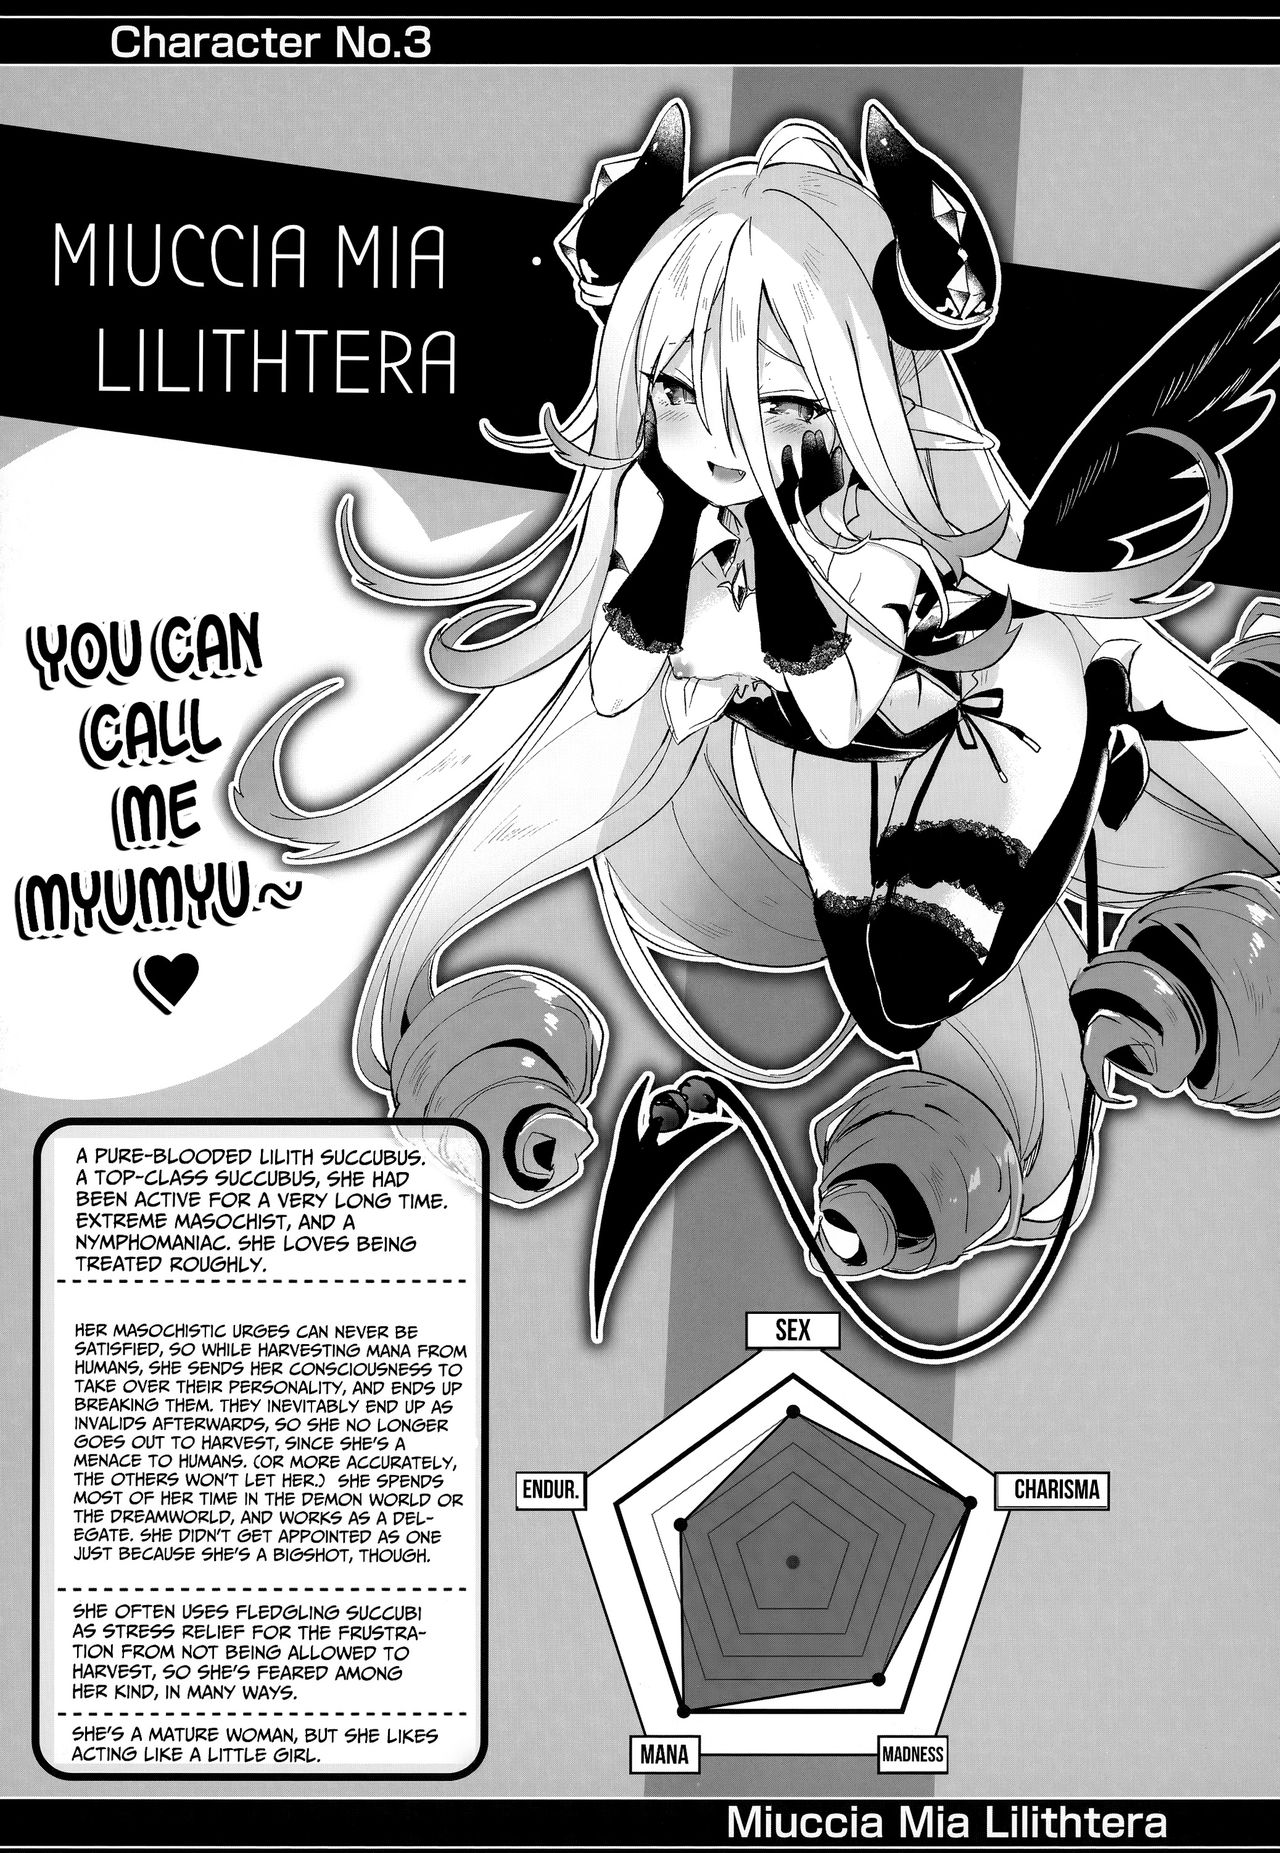 Character No.3
MIUCCIA MIA
LILITHTERA
YOU CAN
CALL
ME
MYUMYU~
♥
A PURE-BLOODED LILITH SUCCUBUS.
A TOP-CLASS SUCCUBUS, SHE HAD
BEEN ACTIVE FOR A VERY LONG TIME.
EXTREME MASOCHIST, AND A
NYMPHOMANIAC. SHE LOVES BEING
TREATED ROUGHLY.
HER MASOCHISTIC URGES CAN NEVER BE
SATISFIED, SO WHILE HARVESTING MANA FROM
HUMANS, SHE SENDS HER CONSCIOUSNESS TO
TAKE OVER THEIR PERSONALITY, AND ENDS UP
BREAKING THEM. THEY INEVITABLY END UP AS
INVALIDS AFTERWARDS, SO SHE NO LONGER
GOES OUT TO HARVEST, SINCE SHE'S A
MENACE TO HUMANS. (OR MORE ACCURATELY,
THE OTHERS WON'T LET HER.) SHE SPENDS
MOST OF HER TIME IN THE DEMON WORLD OR
THE DREAMWORLD, AND WORKS AS A DEL-
EGATE. SHE DIDN'T GET APPOINTED AS ONE
JUST BECAUSE SHE'S A BIGSHOT, THOUGH.
SHE OFTEN USES FLEDGLING SUCCUBI
AS STRESS RELIEF FOR THE FRUSTRA-
TION FROM NOT BEING ALLOWED TO
HARVEST, SO SHE'S FEARED AMONG
HER KIND, IN MANY WAYS.
SHE'S A MATURE WOMAN, BUT SHE LIKES
ACTING LIKE A LITTLE GIRL.
SEX
ENDUR.
CHARISMA
MANA
MADNESS
Miuccia Mia Lilithtera